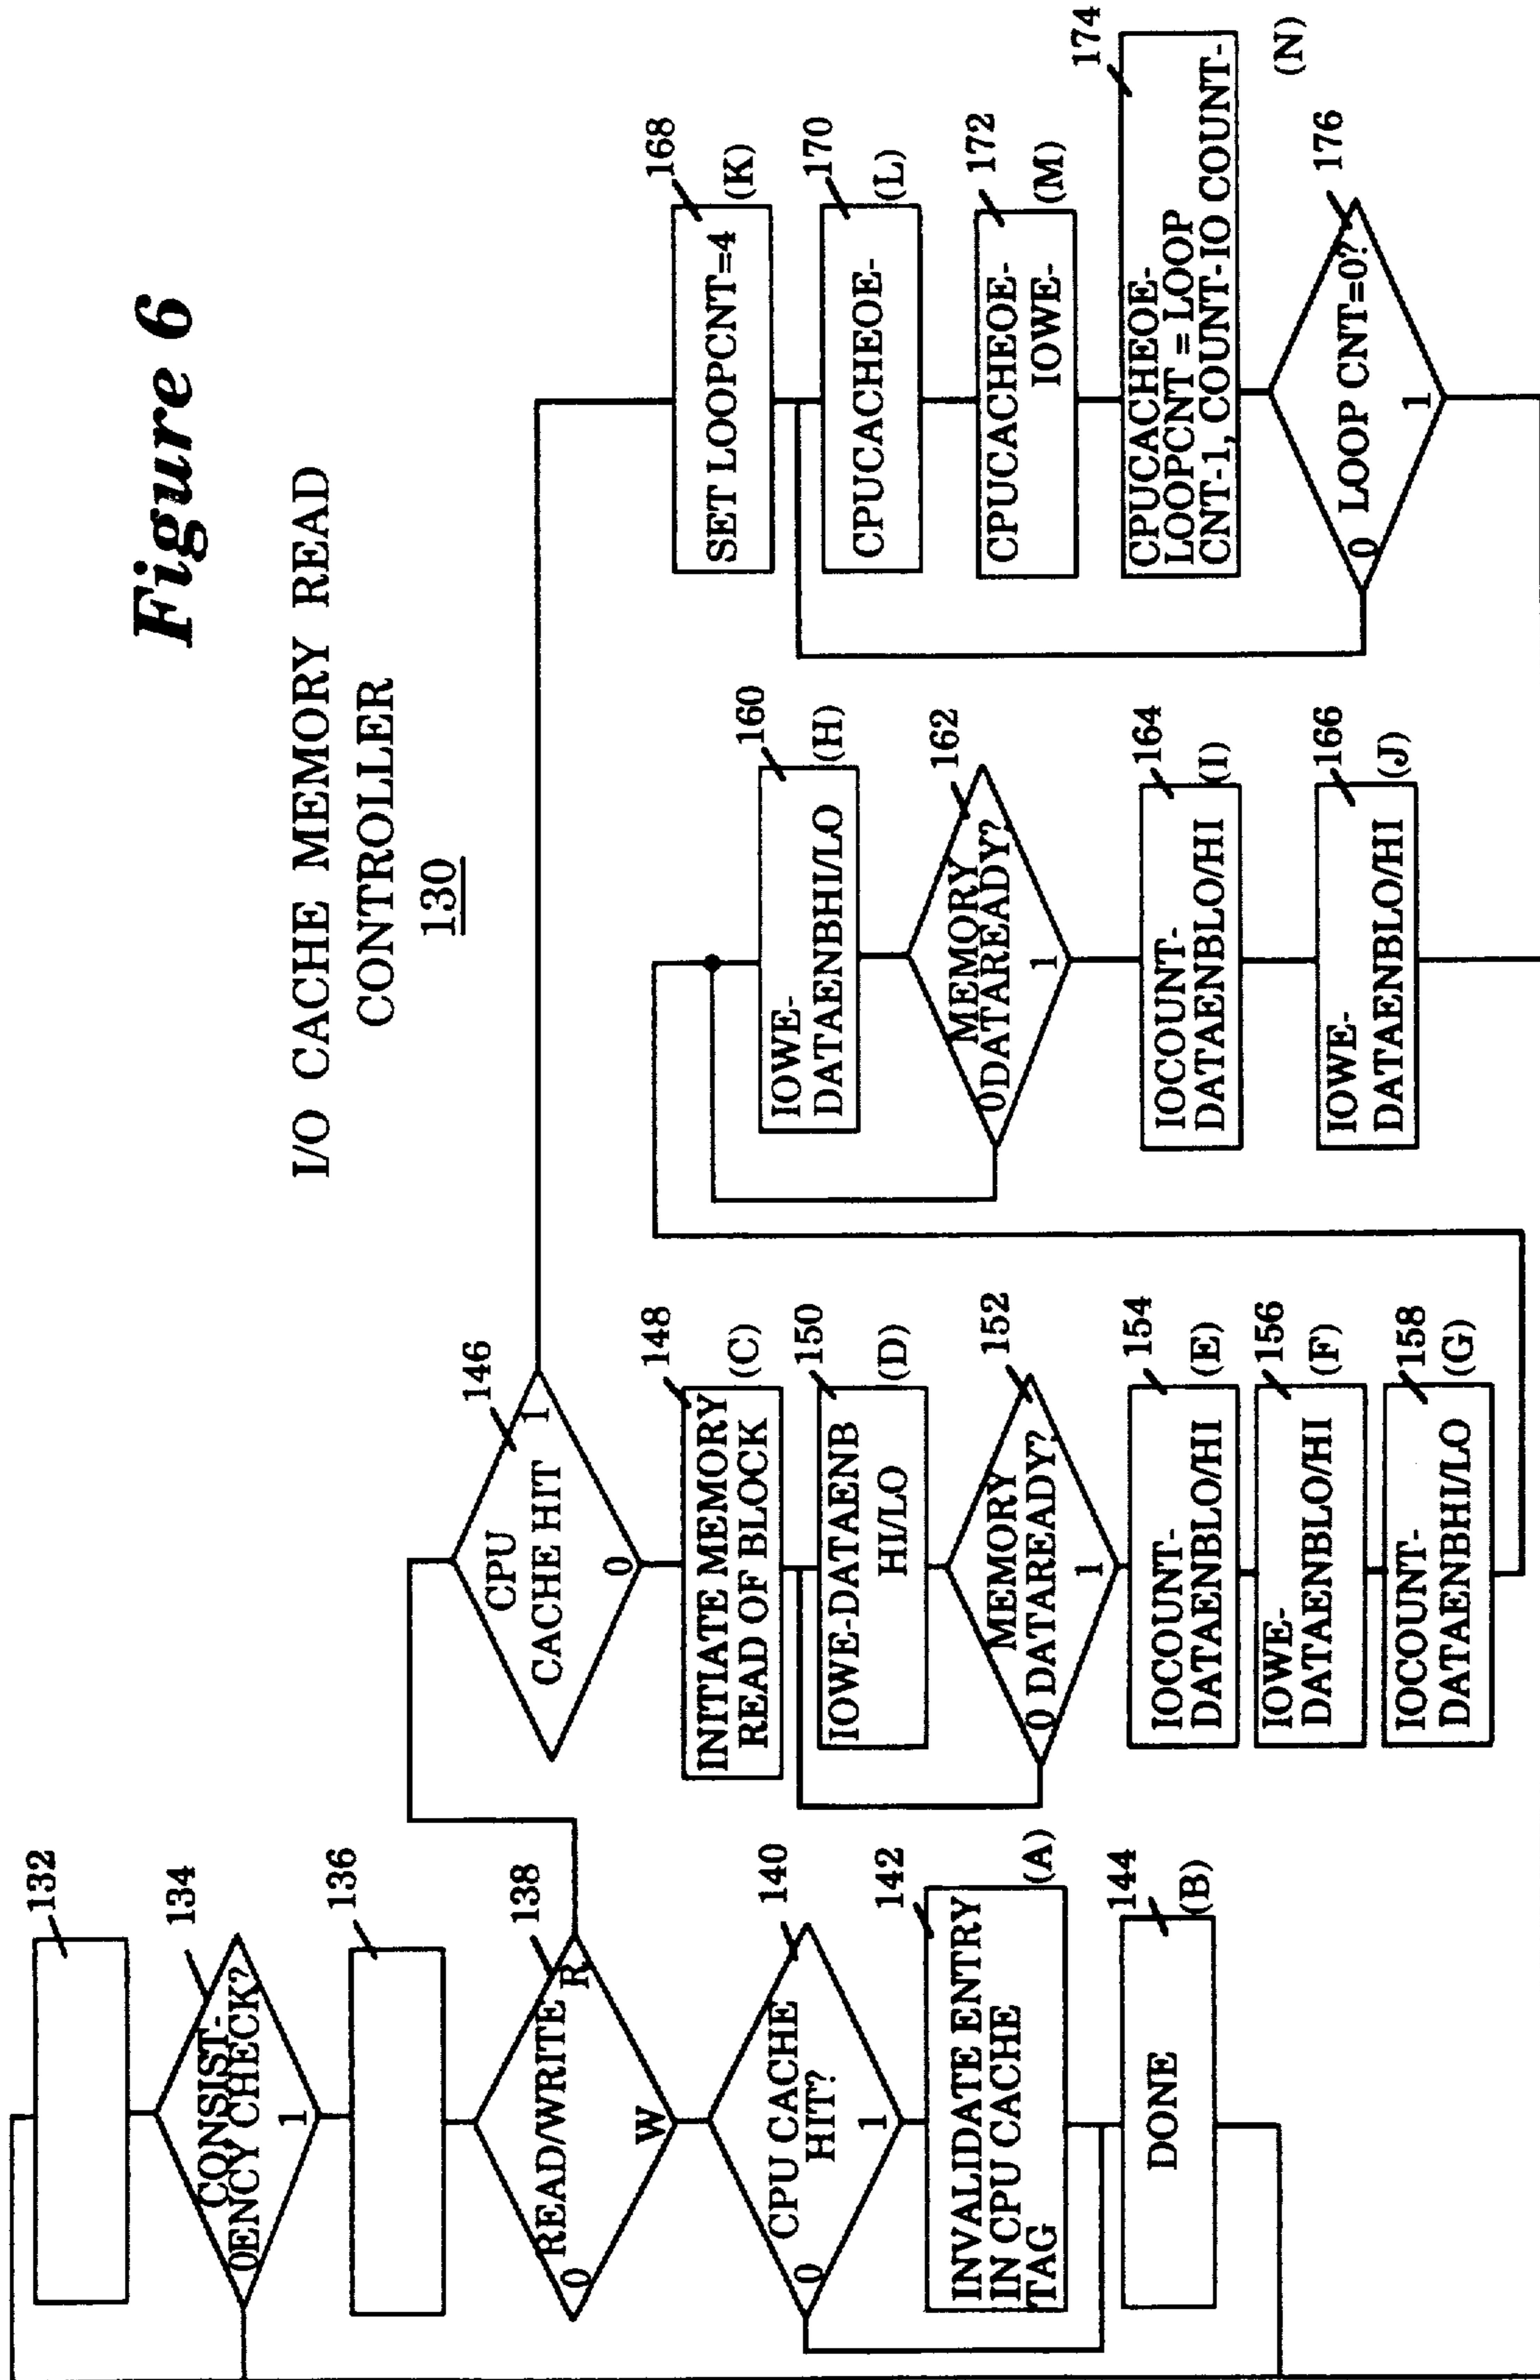 Figure 6
I/O CACHE MEMORY READ
CONTROLLER
130
132
134
CONSIST-
0 ENCY CHECK?
1
136
138
READ/WRITE
R
0
W
140
CPU CACHE
HIT?
0
1
142
INVALIDATE ENTRY
IN CPU CACHE
TAG
(A)
144
DONE
(B)
146
CPU
CACHE HIT
1
0
148
INITIATE MEMORY
READ OF BLOCK
(C)
150
IOWE-DATAENB
HI/LO
(D)
152
MEMORY
0 DATAREADY?
1
154
IOCOUNT-
DATAENBLO/HI
(E)
156
IOWE-
DATAENBLO/HI
(F)
158
IOCOUNT-
DATAENBHI/LO
(G)
160
IOWE-
DATAENBHI/LO
(H)
162
MEMORY
0 DATAREADY?
1
164
IOCOUNT-
DATAENBLO/HI
(I)
166
IOWE-
DATAENBLO/HI
(J)
168
SET LOOPCNT=4
(K)
170
CPUCACHEOE-
(L)
172
CPUCACHEOE-
IOWE-
(M)
174
CPUCACHEOE-
LOOPCNT = LOOP
CNT-1, COUNT-IO COUNT-
(N)
176
0 LOOP CNT=0?
1